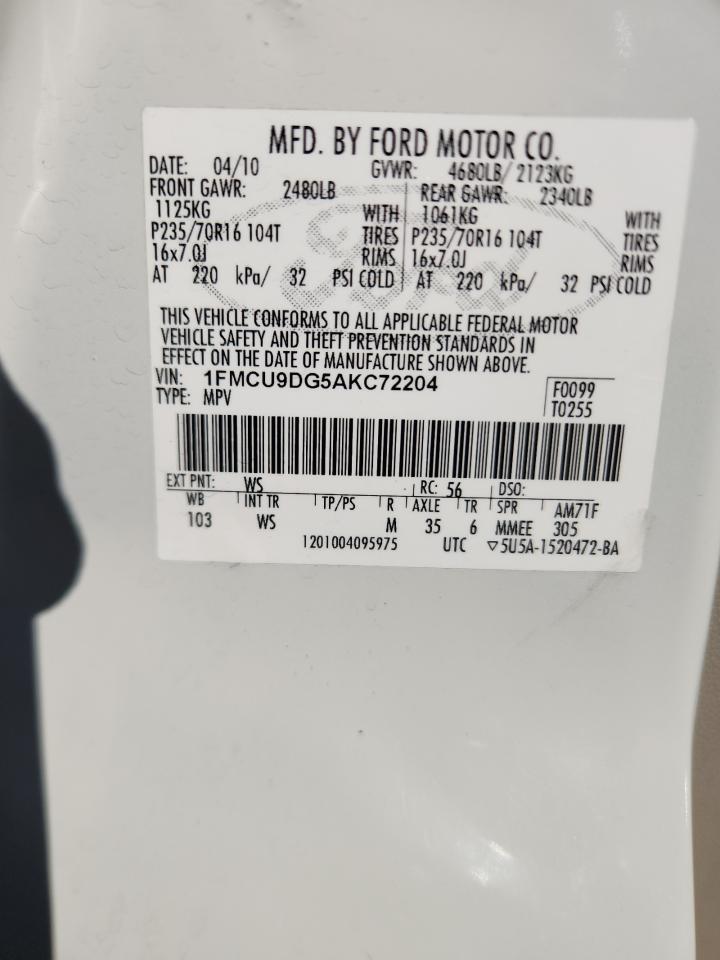 MFD. BY FORD MOTOR CO.
DATE: 04/10 GVWR: 4680LB/ 2123KG
FRONT GAWR: 2480LB REAR GAWR: 2340LB
1125KG WITH 1061KG WITH
P235/70R16 104T TIRES P235/70R16 104T TIRES
16x7.0J RIMS 16x7.0J RIMS
AT 220 kPa/ 32 PSI COLD AT 220 kPa/ 32 PSI COLD
THIS VEHICLE CONFORMS TO ALL APPLICABLE FEDERAL MOTOR
VEHICLE SAFETY AND THEFT PREVENTION STANDARDS IN
EFFECT ON THE DATE OF MANUFACTURE SHOWN ABOVE.
VIN: 1FMCU9DG5AKC72204 F0099
TYPE: MPV T0255
EXT PNT: WS RC: 56 DSO:
WB INT TR TP/PS R AXLE TR SPR AM71F
103 WS M 35 6 MMEE 305
1201004095975 UTC ▽5U5A-1520472-BA
Ford